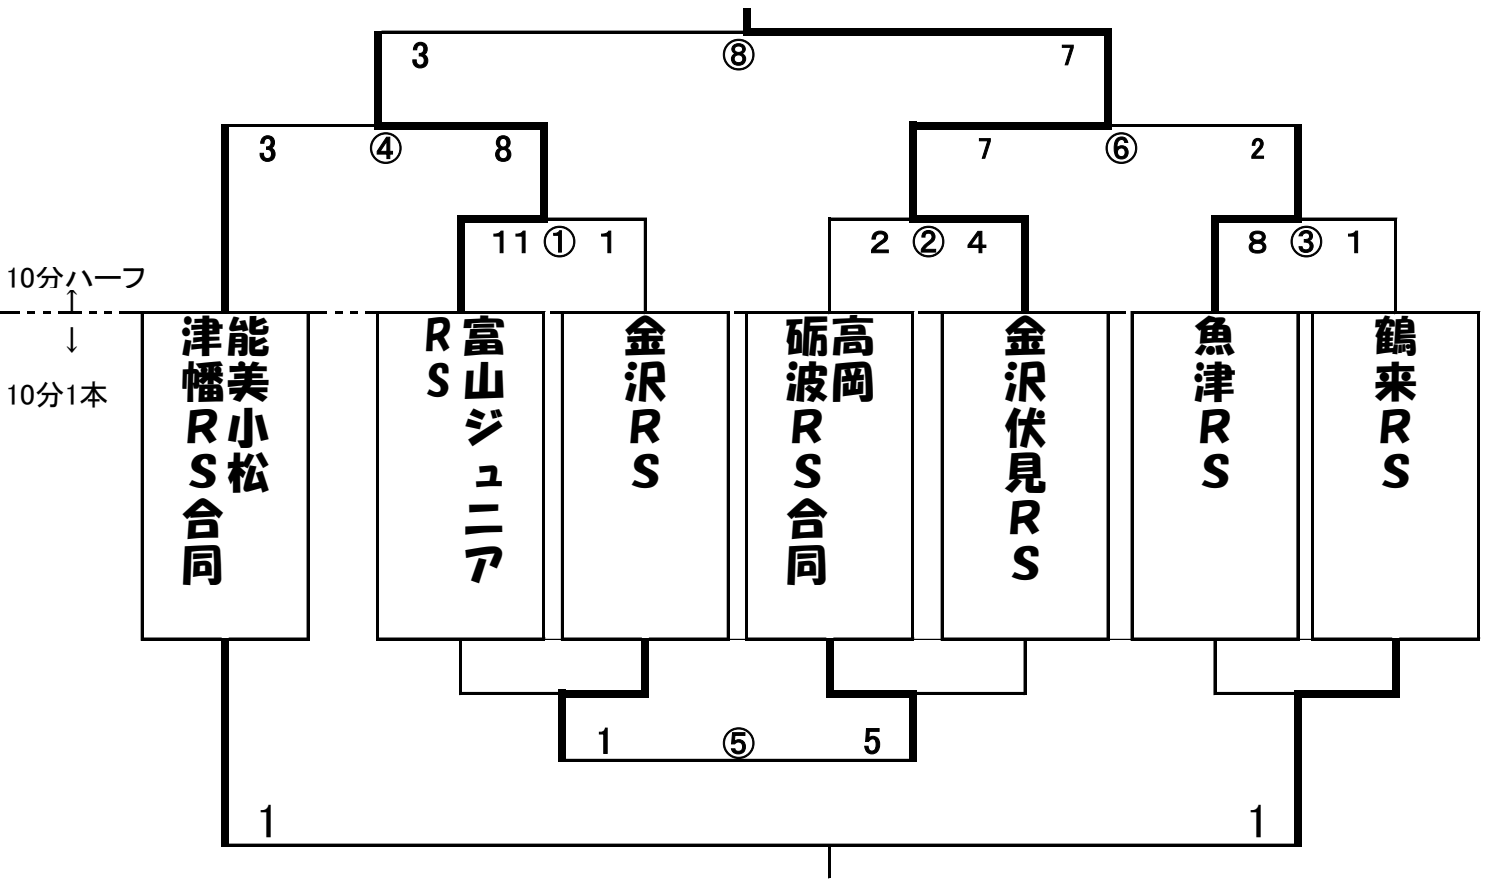 3 ⑧ 7
3 ④ 8
7 ⑥ 2
11 ① 1
2 ② 4
8 ③ 1
10分ハーフ
↑
↓
10分1本
能美小松
津幡RS合同
富山ジュニア
RS
金沢RS
高岡
砺波RS合同
金沢伏見RS
魚津RS
鶴来RS
1 ⑤ 5
1 1